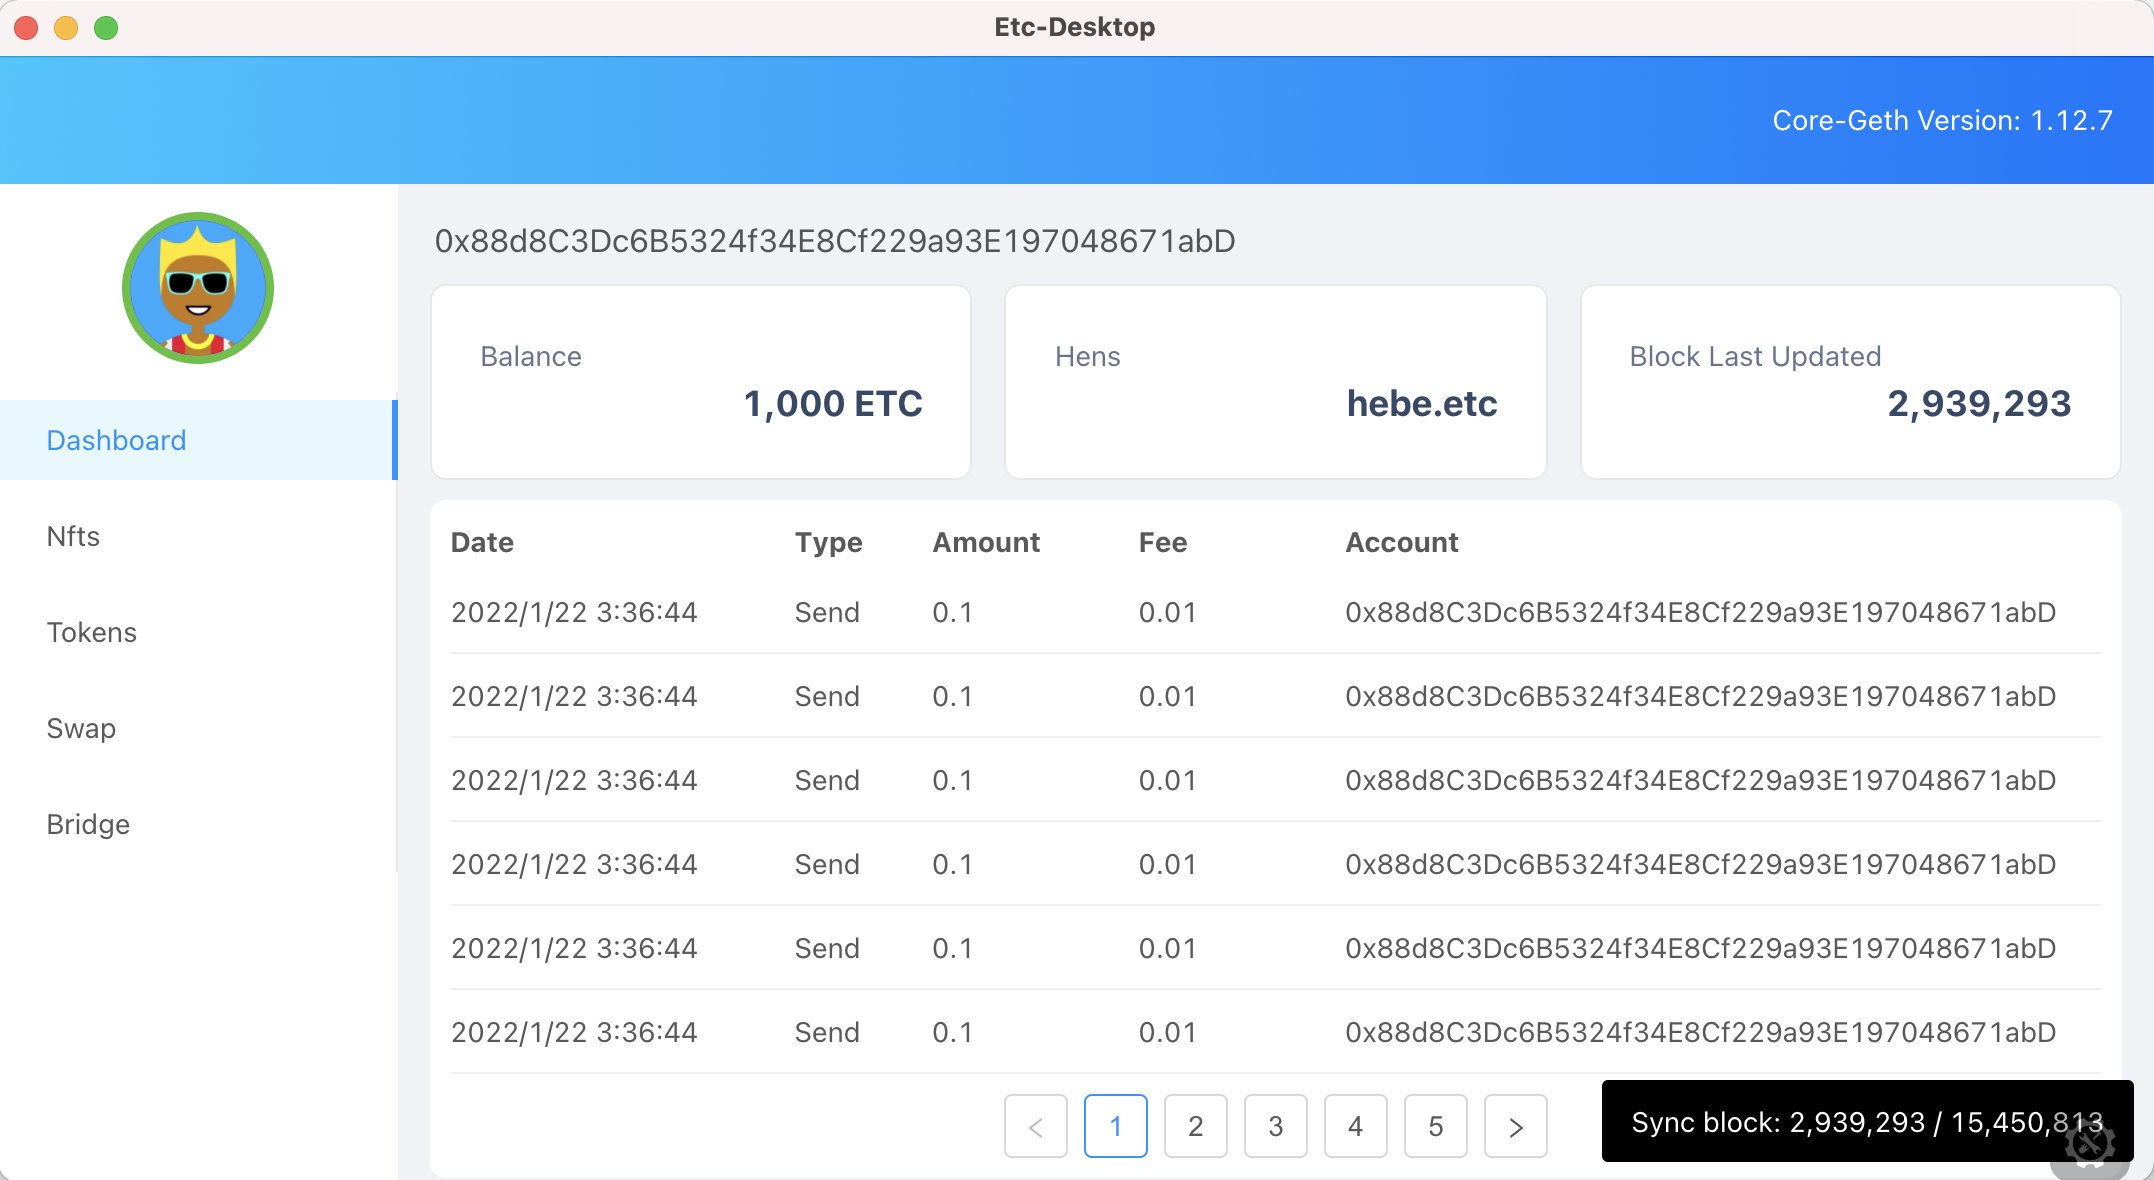 Etc-Desktop
Core-Geth Version: 1.12.7
0x88d8C3Dc6B5324f34E8Cf229a93E197048671abD
Dashboard
Nfts
Tokens
Swap
Bridge
Balance
1,000 ETC
Hens
hebe.etc
Block Last Updated
2,939,293
Date Type Amount Fee Account
2022/1/22 3:36:44 Send 0.1 0.01 0x88d8C3Dc6B5324f34E8Cf229a93E197048671abD
2022/1/22 3:36:44 Send 0.1 0.01 0x88d8C3Dc6B5324f34E8Cf229a93E197048671abD
2022/1/22 3:36:44 Send 0.1 0.01 0x88d8C3Dc6B5324f34E8Cf229a93E197048671abD
2022/1/22 3:36:44 Send 0.1 0.01 0x88d8C3Dc6B5324f34E8Cf229a93E197048671abD
2022/1/22 3:36:44 Send 0.1 0.01 0x88d8C3Dc6B5324f34E8Cf229a93E197048671abD
2022/1/22 3:36:44 Send 0.1 0.01 0x88d8C3Dc6B5324f34E8Cf229a93E197048671abD
< 1 2 3 4 5 >
Sync block: 2,939,293 / 15,450,813